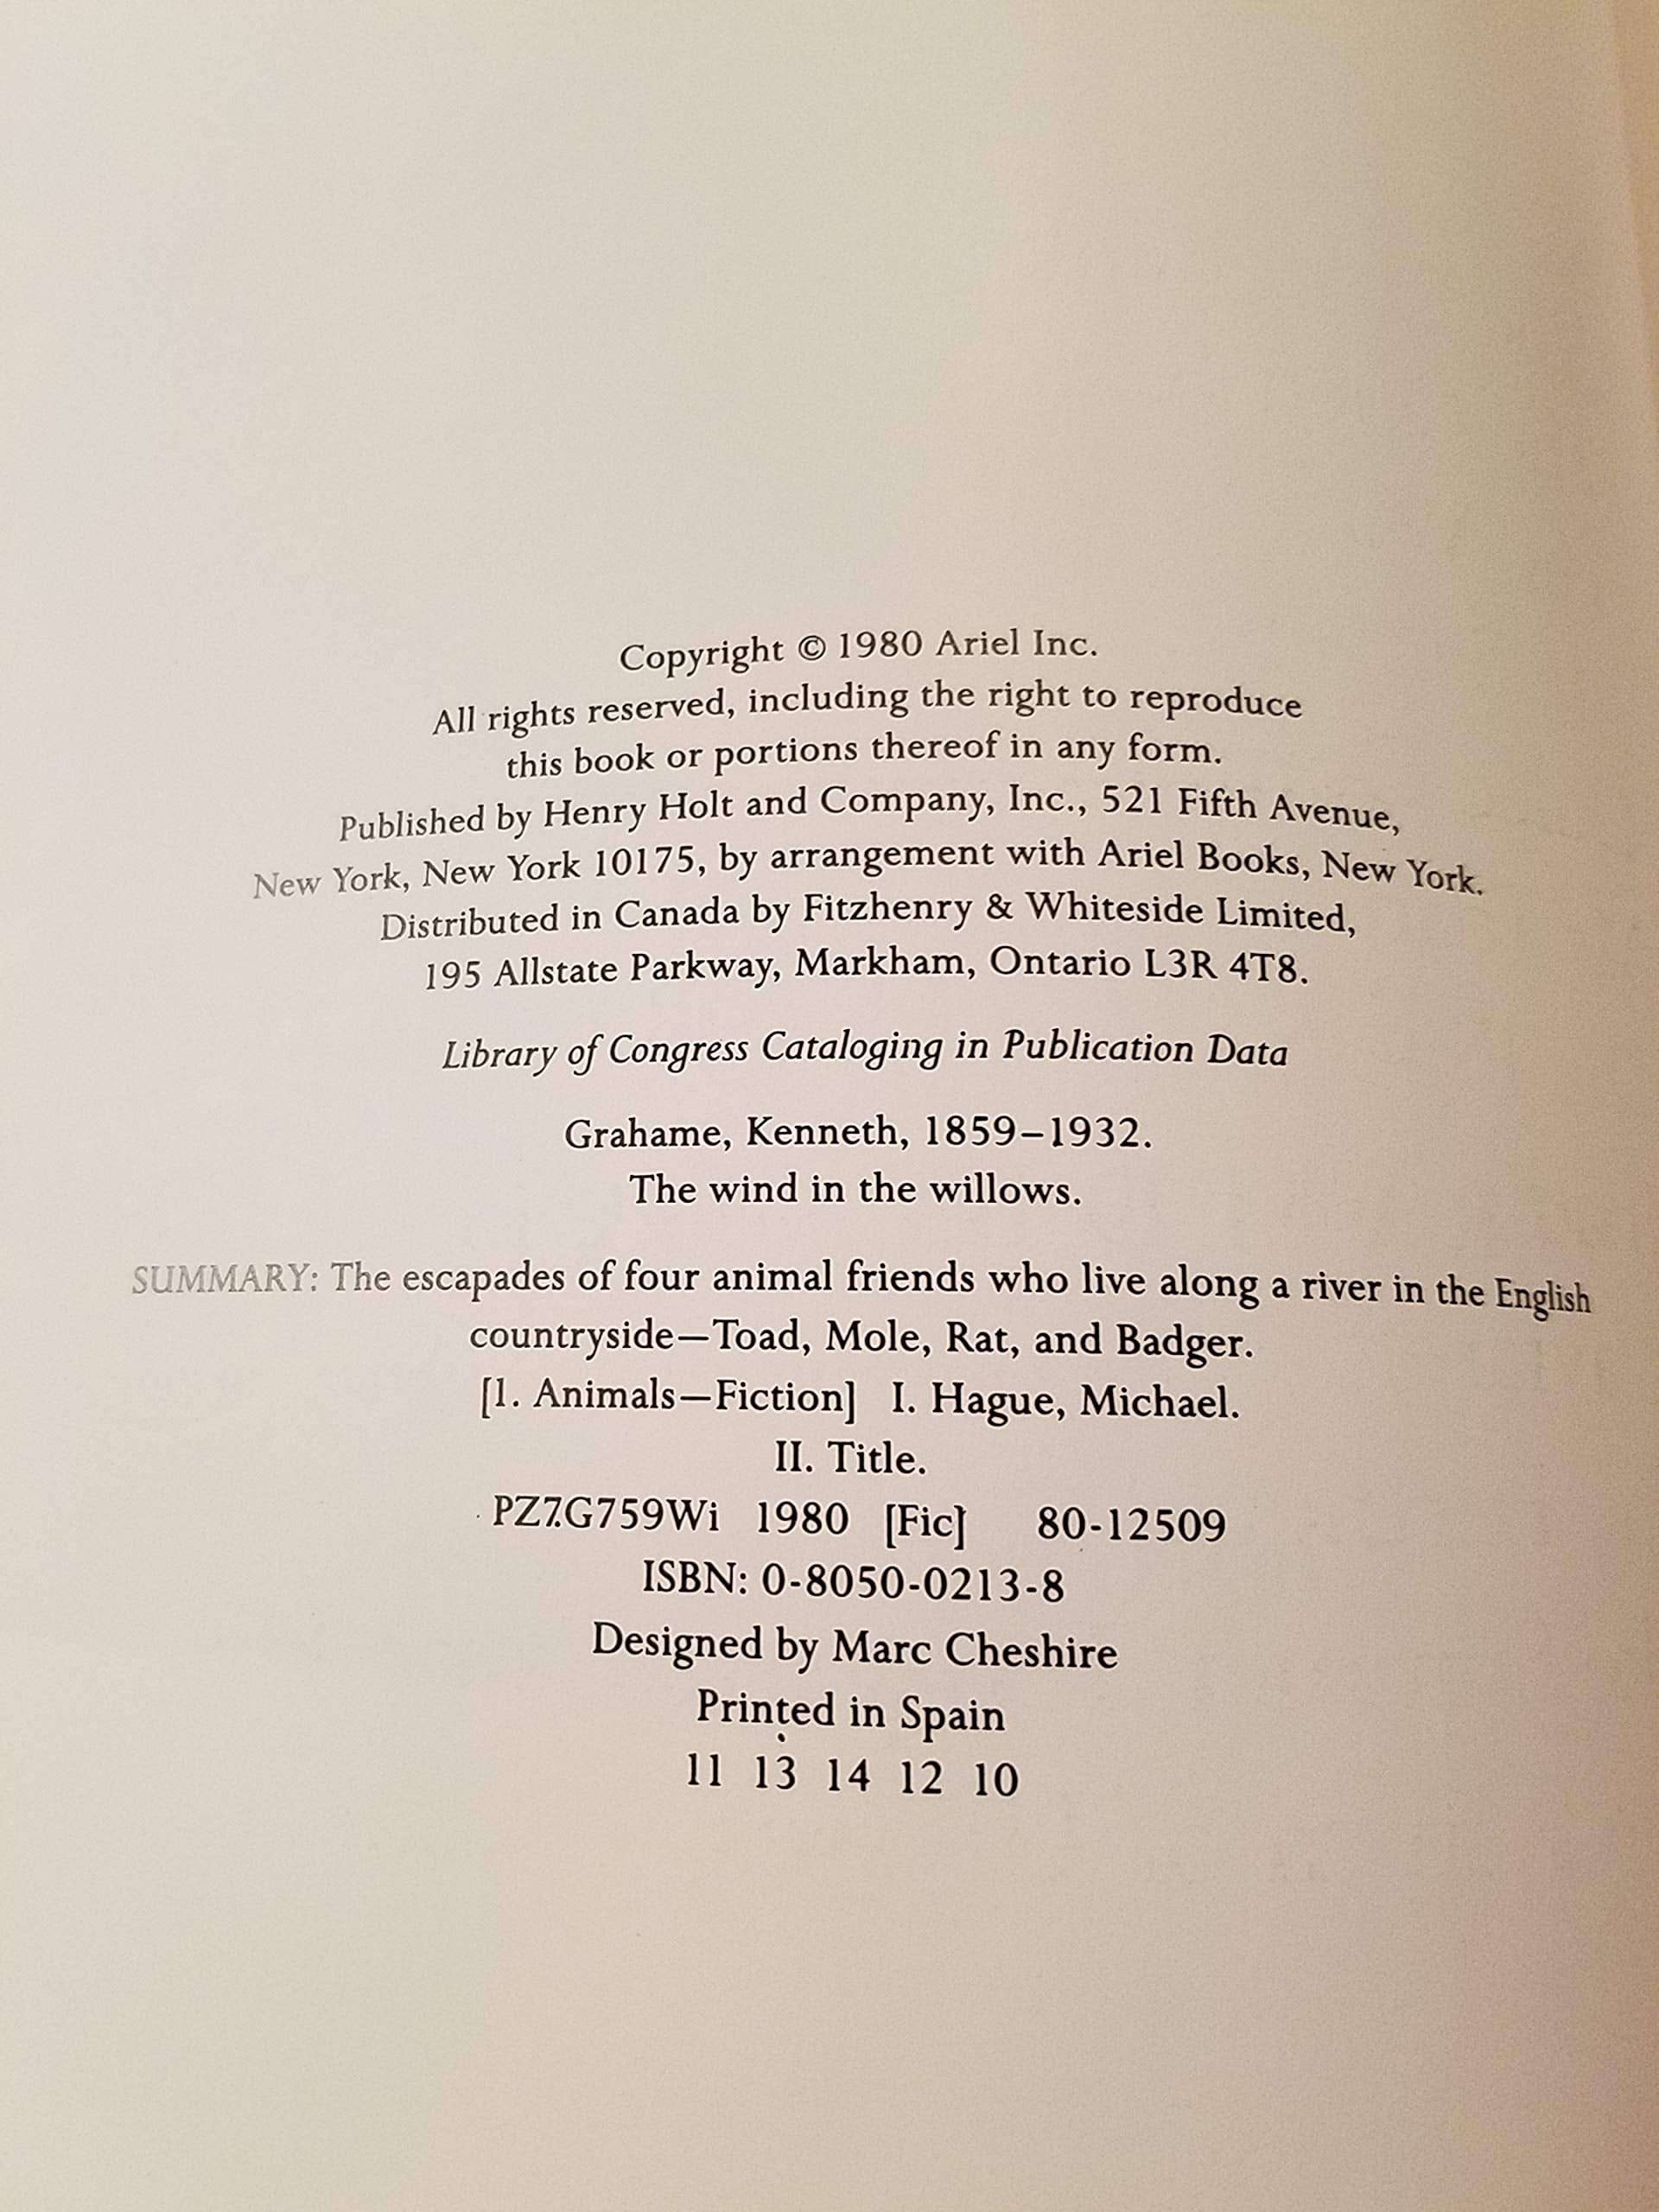 Copyright © 1980 Ariel Inc.
All rights reserved, including the right to reproduce
this book or portions thereof in any form.
Published by Henry Holt and Company, Inc., 521 Fifth Avenue,
New York, New York 10175, by arrangement with Ariel Books, New York.
Distributed in Canada by Fitzhenry & Whiteside Limited,
195 Allstate Parkway, Markham, Ontario L3R 4T8.
Library of Congress Cataloging in Publication Data
Grahame, Kenneth, 1859–1932.
The wind in the willows.
SUMMARY: The escapades of four animal friends who live along a river in the English
countryside—Toad, Mole, Rat, and Badger.
[1. Animals—Fiction] I. Hague, Michael.
II. Title.
PZ7.G759Wi 1980 [Fic] 80-12509
ISBN: 0-8050-0213-8
Designed by Marc Cheshire
Printed in Spain
11 13 14 12 10